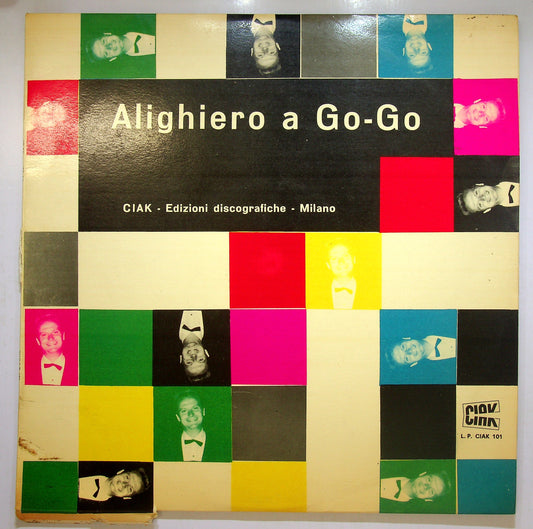 Alighiero a Go-Go
CIAK - Edizioni discografiche - Milano
CIAK
L. P. CIAK 101